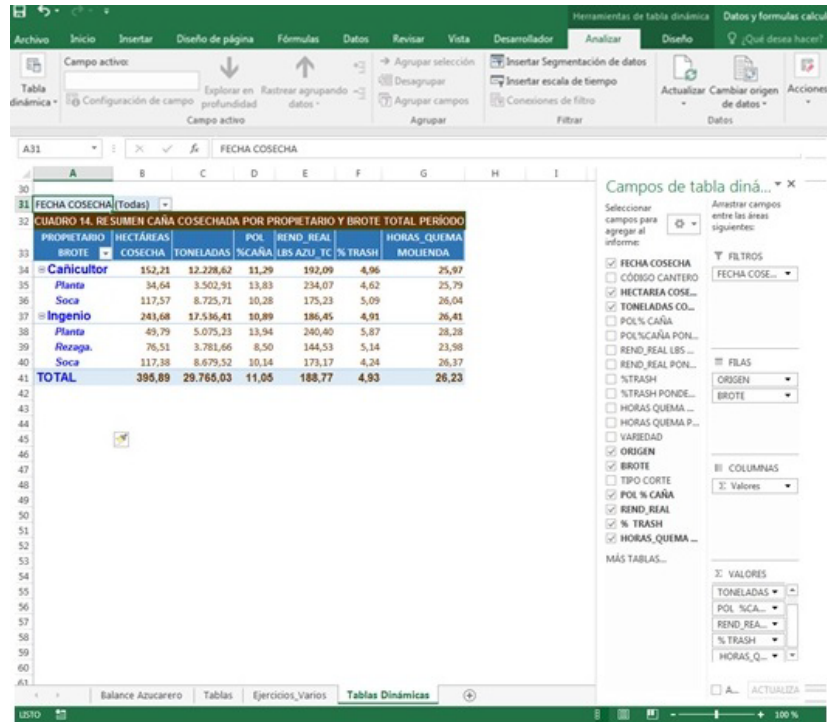 Herramientas de tabla dinámica Datos y formulas calcul
Archivo Inicio Insertar Diseño de página Fórmulas Datos Revisar Vista Desarrollador Analizar Diseño ¿Qué desea hacer?
Tabla dinámica
Campo activo:
Configuración de campo
Explorar en profundidad
Rastrear agrupando datos
Campo activo
Agrupar selección
Desagrupar
Agrupar campos
Agrupar
Insertar Segmentación de datos
Insertar escala de tiempo
Conexiones de filtro
Filtrar
Actualizar
Cambiar origen de datos
Datos
Acciones
A31 fx FECHA COSECHA
A B C D E F G H I
30
31 FECHA COSECHA (Todas)
32 CUADRO 14. RESUMEN CAÑA COSECHADA POR PROPIETARIO Y BROTE TOTAL PERÍODO
PROPIETARIO HECTÁREAS POL REND_REAL HORAS_QUEMA
33 BROTE COSECHA TONELADAS %CAÑA LBS AZU_TC % TRASH MOLIENDA
34 Cañicultor 152,21 12.228,62 11,29 192,09 4,96 25,97
35 Planta 34,64 3.502,91 13,83 234,07 4,62 25,79
36 Soca 117,57 8.725,71 10,28 175,23 5,09 26,04
37 Ingenio 243,68 17.536,41 10,89 186,45 4,91 26,41
38 Planta 49,79 5.075,23 13,94 240,40 5,87 28,28
39 Rezaga. 76,51 3.781,66 8,50 144,53 5,14 23,98
40 Soca 117,38 8.679,52 10,14 173,17 4,24 26,37
41 TOTAL 395,89 29.765,03 11,05 188,77 4,93 26,23
42
43
44
45
46
47
48
49
50
51
52
53
54
55
56
57
58
59
60
61
Campos de tabla diná...
Seleccionar campos para agregar al informe:
FECHA COSECHA
CÓDIGO CANTERO
HECTAREA COSE...
TONELADAS CO...
POL% CAÑA
POL%CAÑA PON...
REND_REAL LBS ...
REND_REAL PON...
%TRASH
%TRASH PONDE...
HORAS QUEMA ...
HORAS QUEMA P...
VARIEDAD
ORIGEN
BROTE
TIPO CORTE
POL % CAÑA
REND_REAL
% TRASH
HORAS_QUEMA ...
MÁS TABLAS...
Arrastrar campos entre las áreas siguientes:
FILTROS
FECHA COSE...
FILAS
ORIGEN
BROTE
COLUMNAS
Σ Valores
Σ VALORES
TONELADAS
POL %CA...
REND_REA...
% TRASH
HORAS_Q...
A... ACTUALIZA
Balance Azucarero Tablas Ejercicios_Varios Tablas Dinámicas
LISTO 100 %